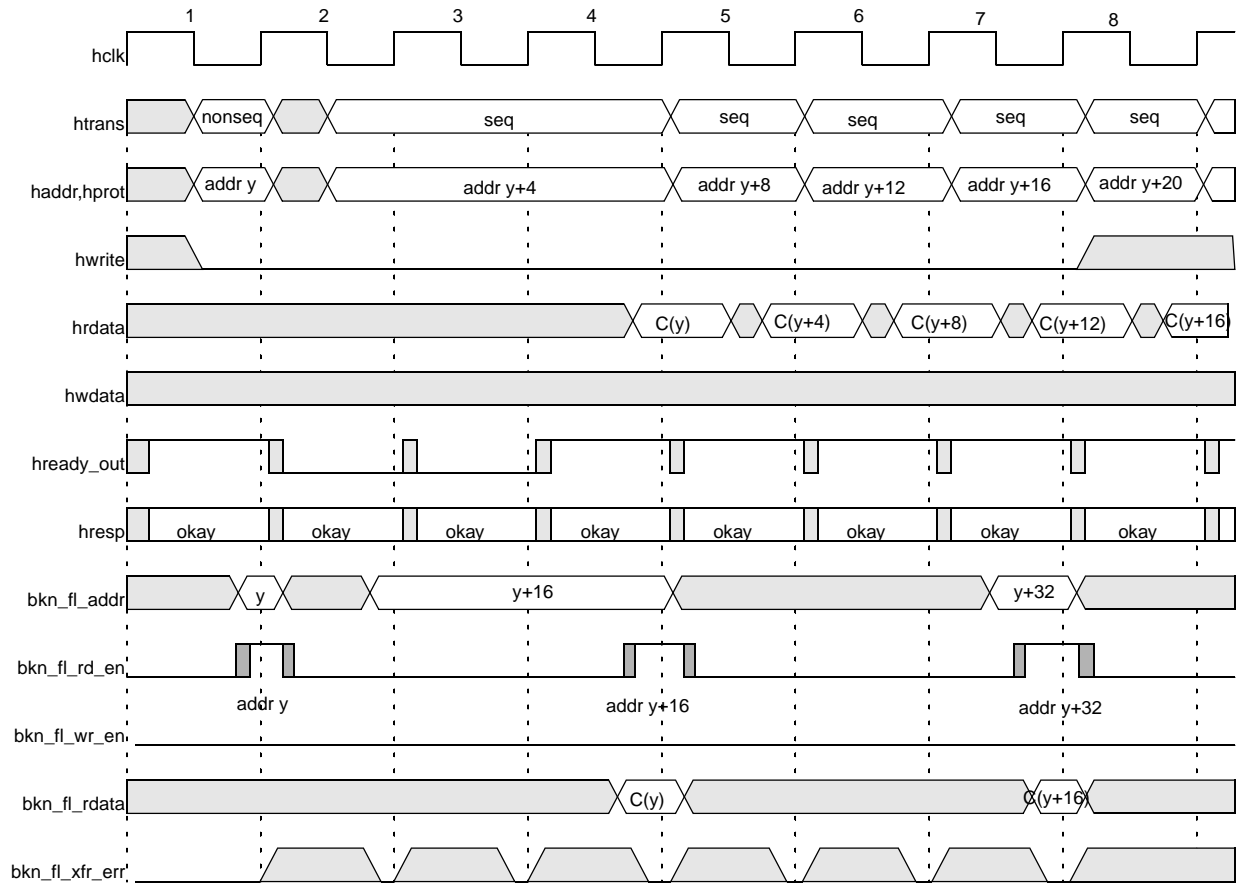 1 2 3 4 5 6 7 8
hclk
htrans nonseq seq seq seq seq seq
haddr,hprot addr y addr y+4 addr y+8 addr y+12 addr y+16 addr y+20
hwrite
hrdata C(y) C(y+4) C(y+8) C(y+12) C(y+16)
hwdata
hready_out
hresp okay okay okay okay okay okay okay okay
bkn_fl_addr y y+16 y+32
bkn_fl_rd_en
addr y addr y+16 addr y+32
bkn_fl_wr_en
bkn_fl_rdata C(y) C(y+16)
bkn_fl_xfr_err